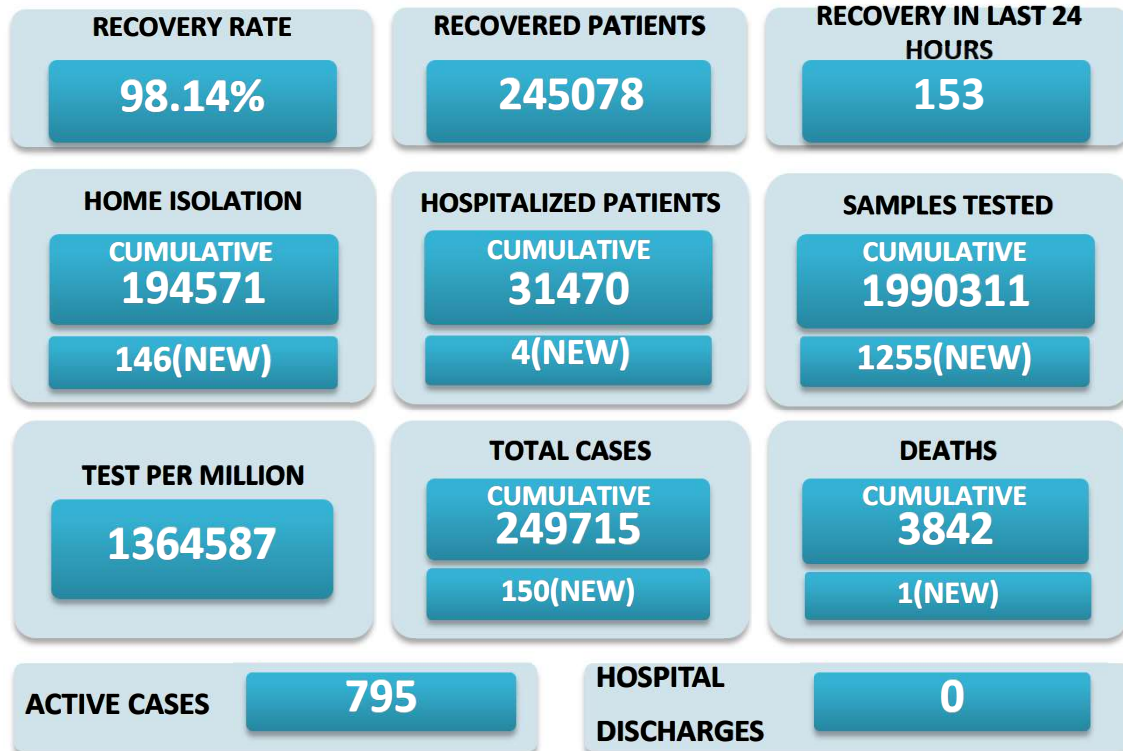 RECOVERY RATE
98.14%
RECOVERED PATIENTS
245078
RECOVERY IN LAST 24
HOURS
153
HOME ISOLATION
CUMULATIVE
194571
146(NEW)
HOSPITALIZED PATIENTS
CUMULATIVE
31470
4(NEW)
SAMPLES TESTED
CUMULATIVE
1990311
1255(NEW)
TEST PER MILLION
1364587
TOTAL CASES
CUMULATIVE
249715
150(NEW)
DEATHS
CUMULATIVE
3842
1(NEW)
ACTIVE CASES
795
HOSPITAL
DISCHARGES
0